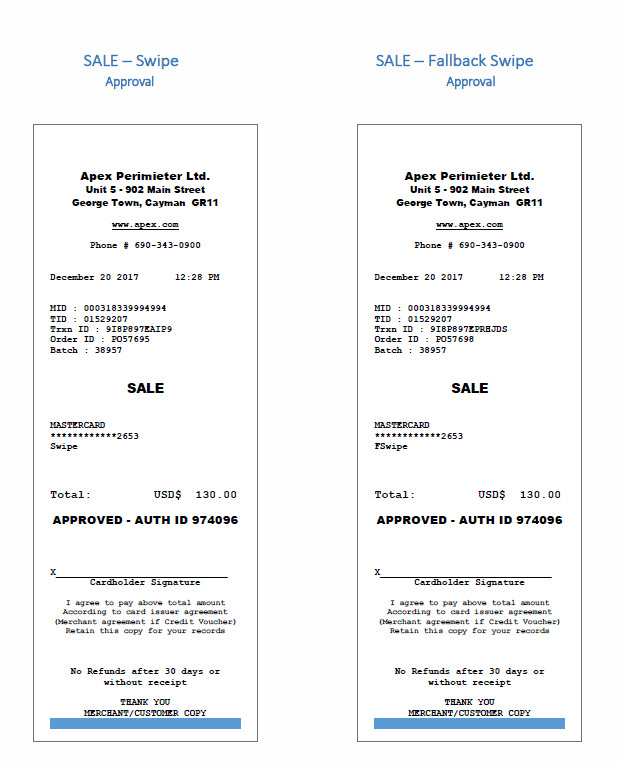 SALE – Swipe
Approval
Apex Perimieter Ltd.
Unit 5 - 902 Main Street
George Town, Cayman  GR11
www.apex.com
Phone # 690-343-0900
December 20 2017      12:28 PM
MID : 000318339994994
TID : 01529207
Trxn ID : 9I8P897EAIP9
Order ID : PO57695
Batch : 38957
SALE
MASTERCARD
************2653
Swipe
Total:         USD$  130.00
APPROVED - AUTH ID 974096
X
Cardholder Signature
I agree to pay above total amount
According to card issuer agreement
(Merchant agreement if Credit Voucher)
Retain this copy for your records
No Refunds after 30 days or
without receipt
THANK YOU
MERCHANT/CUSTOMER COPY
SALE – Fallback Swipe
Approval
Apex Perimieter Ltd.
Unit 5 - 902 Main Street
George Town, Cayman  GR11
www.apex.com
Phone # 690-343-0900
December 20 2017      12:28 PM
MID : 000318339994994
TID : 01529207
Trxn ID : 9I8P897EPRHJDS
Order ID : PO57698
Batch : 38957
SALE
MASTERCARD
************2653
FSwipe
Total:         USD$  130.00
APPROVED - AUTH ID 974096
X
Cardholder Signature
I agree to pay above total amount
According to card issuer agreement
(Merchant agreement if Credit Voucher)
Retain this copy for your records
No Refunds after 30 days or
without receipt
THANK YOU
MERCHANT/CUSTOMER COPY